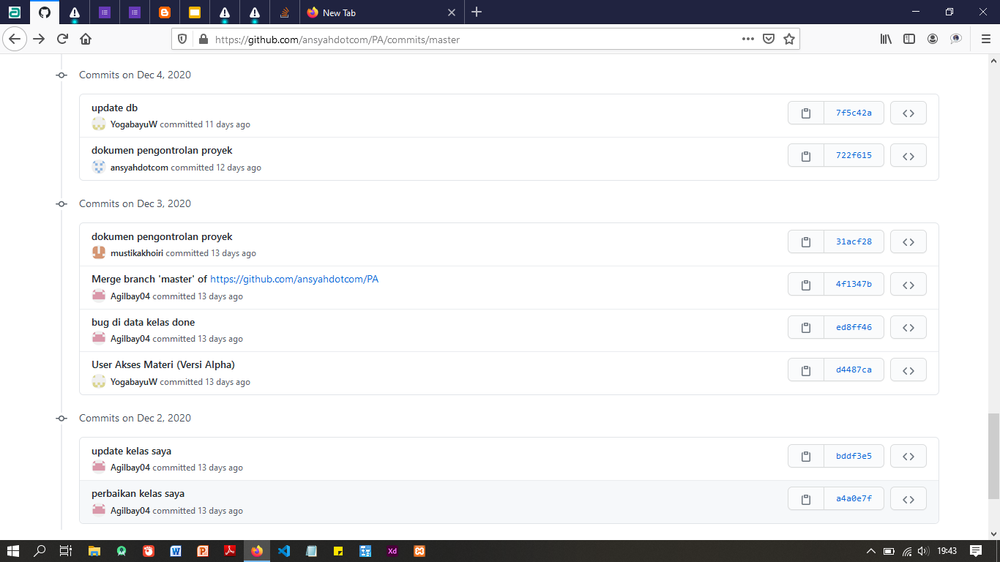 New Tab
https://github.com/ansyahdotcom/PA/commits/master
Commits on Dec 4, 2020
update db
7f5c42a
YogabayuW committed 11 days ago
dokumen pengontrolan proyek
722f615
ansyahdotcom committed 12 days ago
Commits on Dec 3, 2020
dokumen pengontrolan proyek
31acf28
mustikakhoiri committed 13 days ago
Merge branch 'master' of https://github.com/ansyahdotcom/PA
4f1347b
Agilbay04 committed 13 days ago
bug di data kelas done
ed8ff46
Agilbay04 committed 13 days ago
User Akses Materi (Versi Alpha)
d4487ca
YogabayuW committed 13 days ago
Commits on Dec 2, 2020
update kelas saya
bddf3e5
Agilbay04 committed 13 days ago
perbaikan kelas saya
a4a0e7f
Agilbay04 committed 13 days ago
Xd
19:43